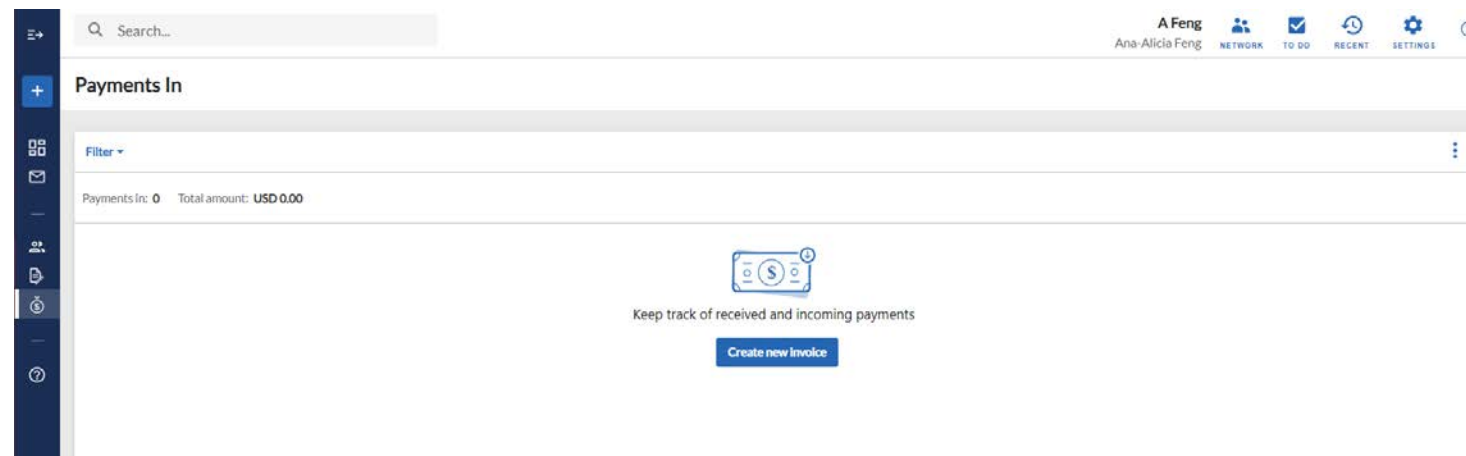 Search...
A Feng
Ana-Alicia Feng
NETWORK
TO DO
RECENT
SETTINGS
Payments In
Filter
Payments in: 0 Total amount: USD 0.00
Keep track of received and incoming payments
Create new invoice